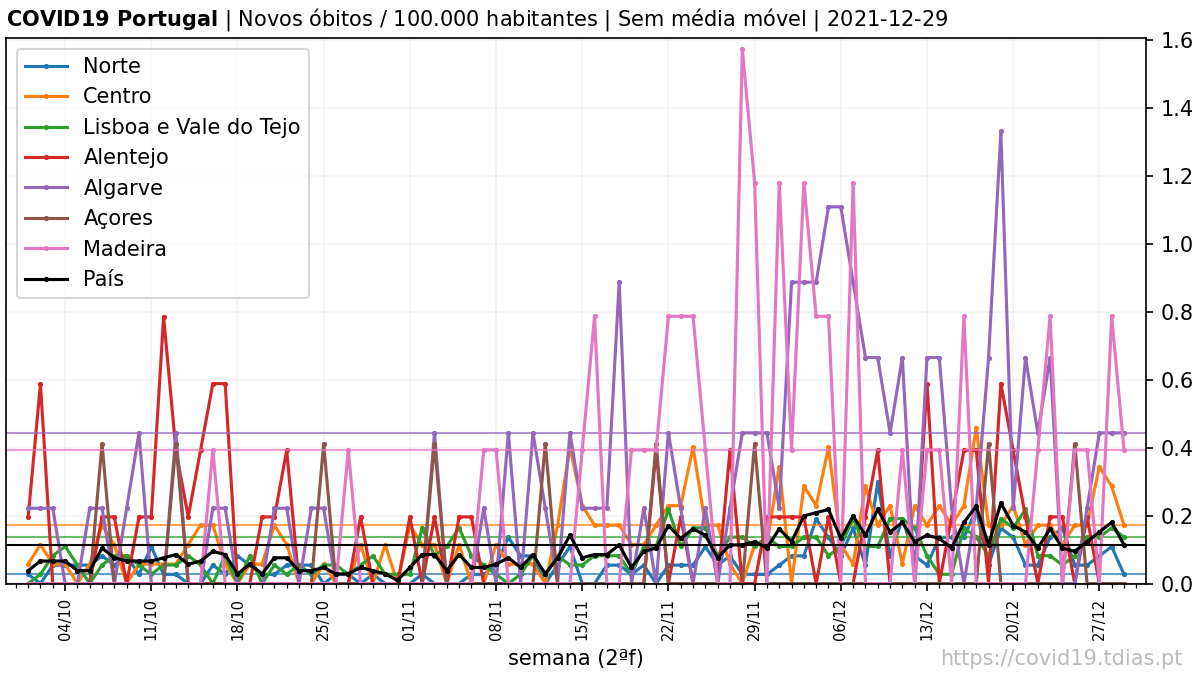 COVID19 Portugal | Novos óbitos / 100.000 habitantes | Sem média móvel | 2021-12-29
Norte
Centro
Lisboa e Vale do Tejo
Alentejo
Algarve
Açores
Madeira
País
1.6
1.4
1.2
1.0
0.8
0.6
0.4
0.2
0.0
04/10
11/10
18/10
25/10
01/11
08/11
15/11
22/11
29/11
06/12
13/12
20/12
27/12
semana (2ªf)
https://covid19.tdias.pt